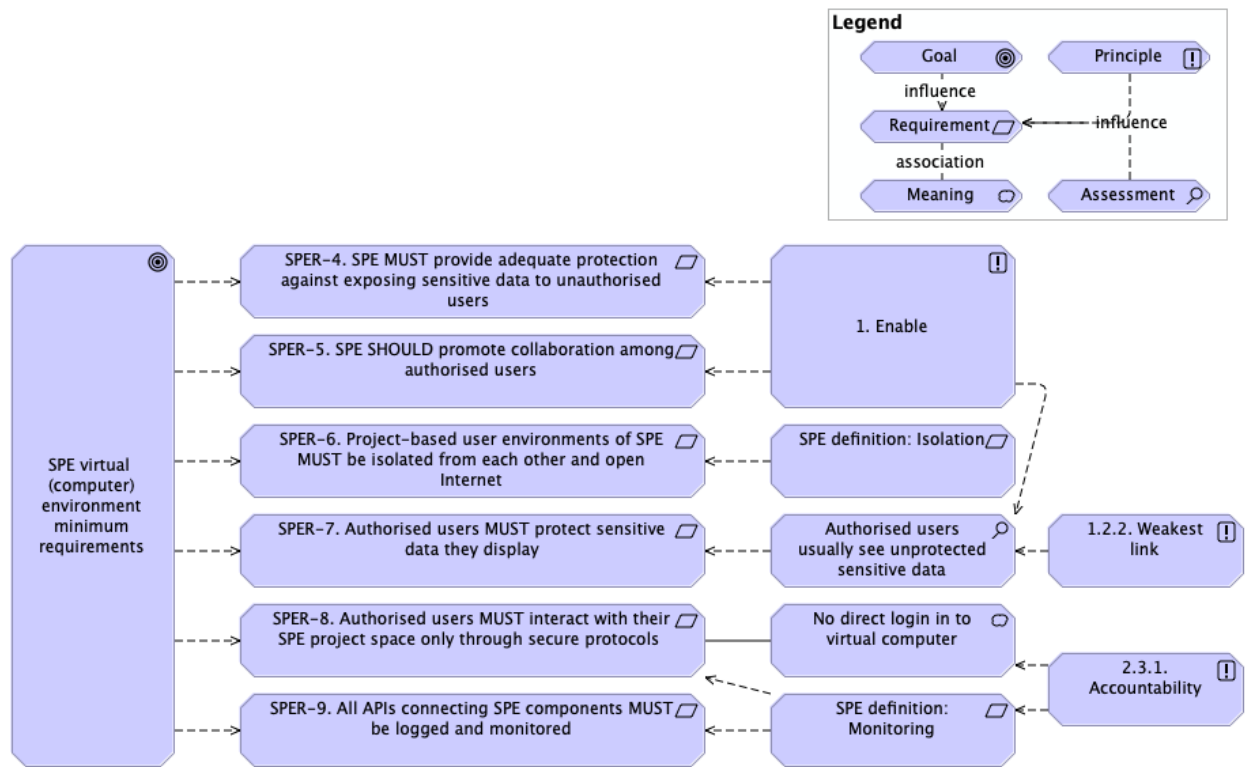 Legend
Goal
Principle
influence
Requirement
influence
association
Meaning
Assessment
SPE virtual
(computer)
environment
minimum
requirements
SPER-4. SPE MUST provide adequate protection
against exposing sensitive data to unauthorised
users
1. Enable
SPER-5. SPE SHOULD promote collaboration among
authorised users
SPER-6. Project-based user environments of SPE
MUST be isolated from each other and open
Internet
SPE definition: Isolation
SPER-7. Authorised users MUST protect sensitive
data they display
Authorised users
usually see unprotected
sensitive data
1.2.2. Weakest
link
SPER-8. Authorised users MUST interact with their
SPE project space only through secure protocols
No direct login in to
virtual computer
2.3.1.
Accountability
SPER-9. All APIs connecting SPE components MUST
be logged and monitored
SPE definition:
Monitoring